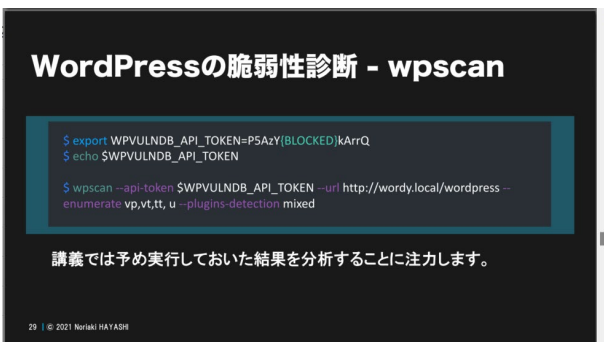 WordPressの脆弱性診断 - wpscan
$ export WPVULNDB_API_TOKEN=P5AzY{BLOCKED}kArrQ
$ echo $WPVULNDB_API_TOKEN
$ wpscan --api-token $WPVULNDB_API_TOKEN --url http://wordy.local/wordpress --
enumerate vp,vt,tt, u --plugins-detection mixed
講義では予め実行しておいた結果を分析することに注力します。
29 | © 2021 Noriaki HAYASHI